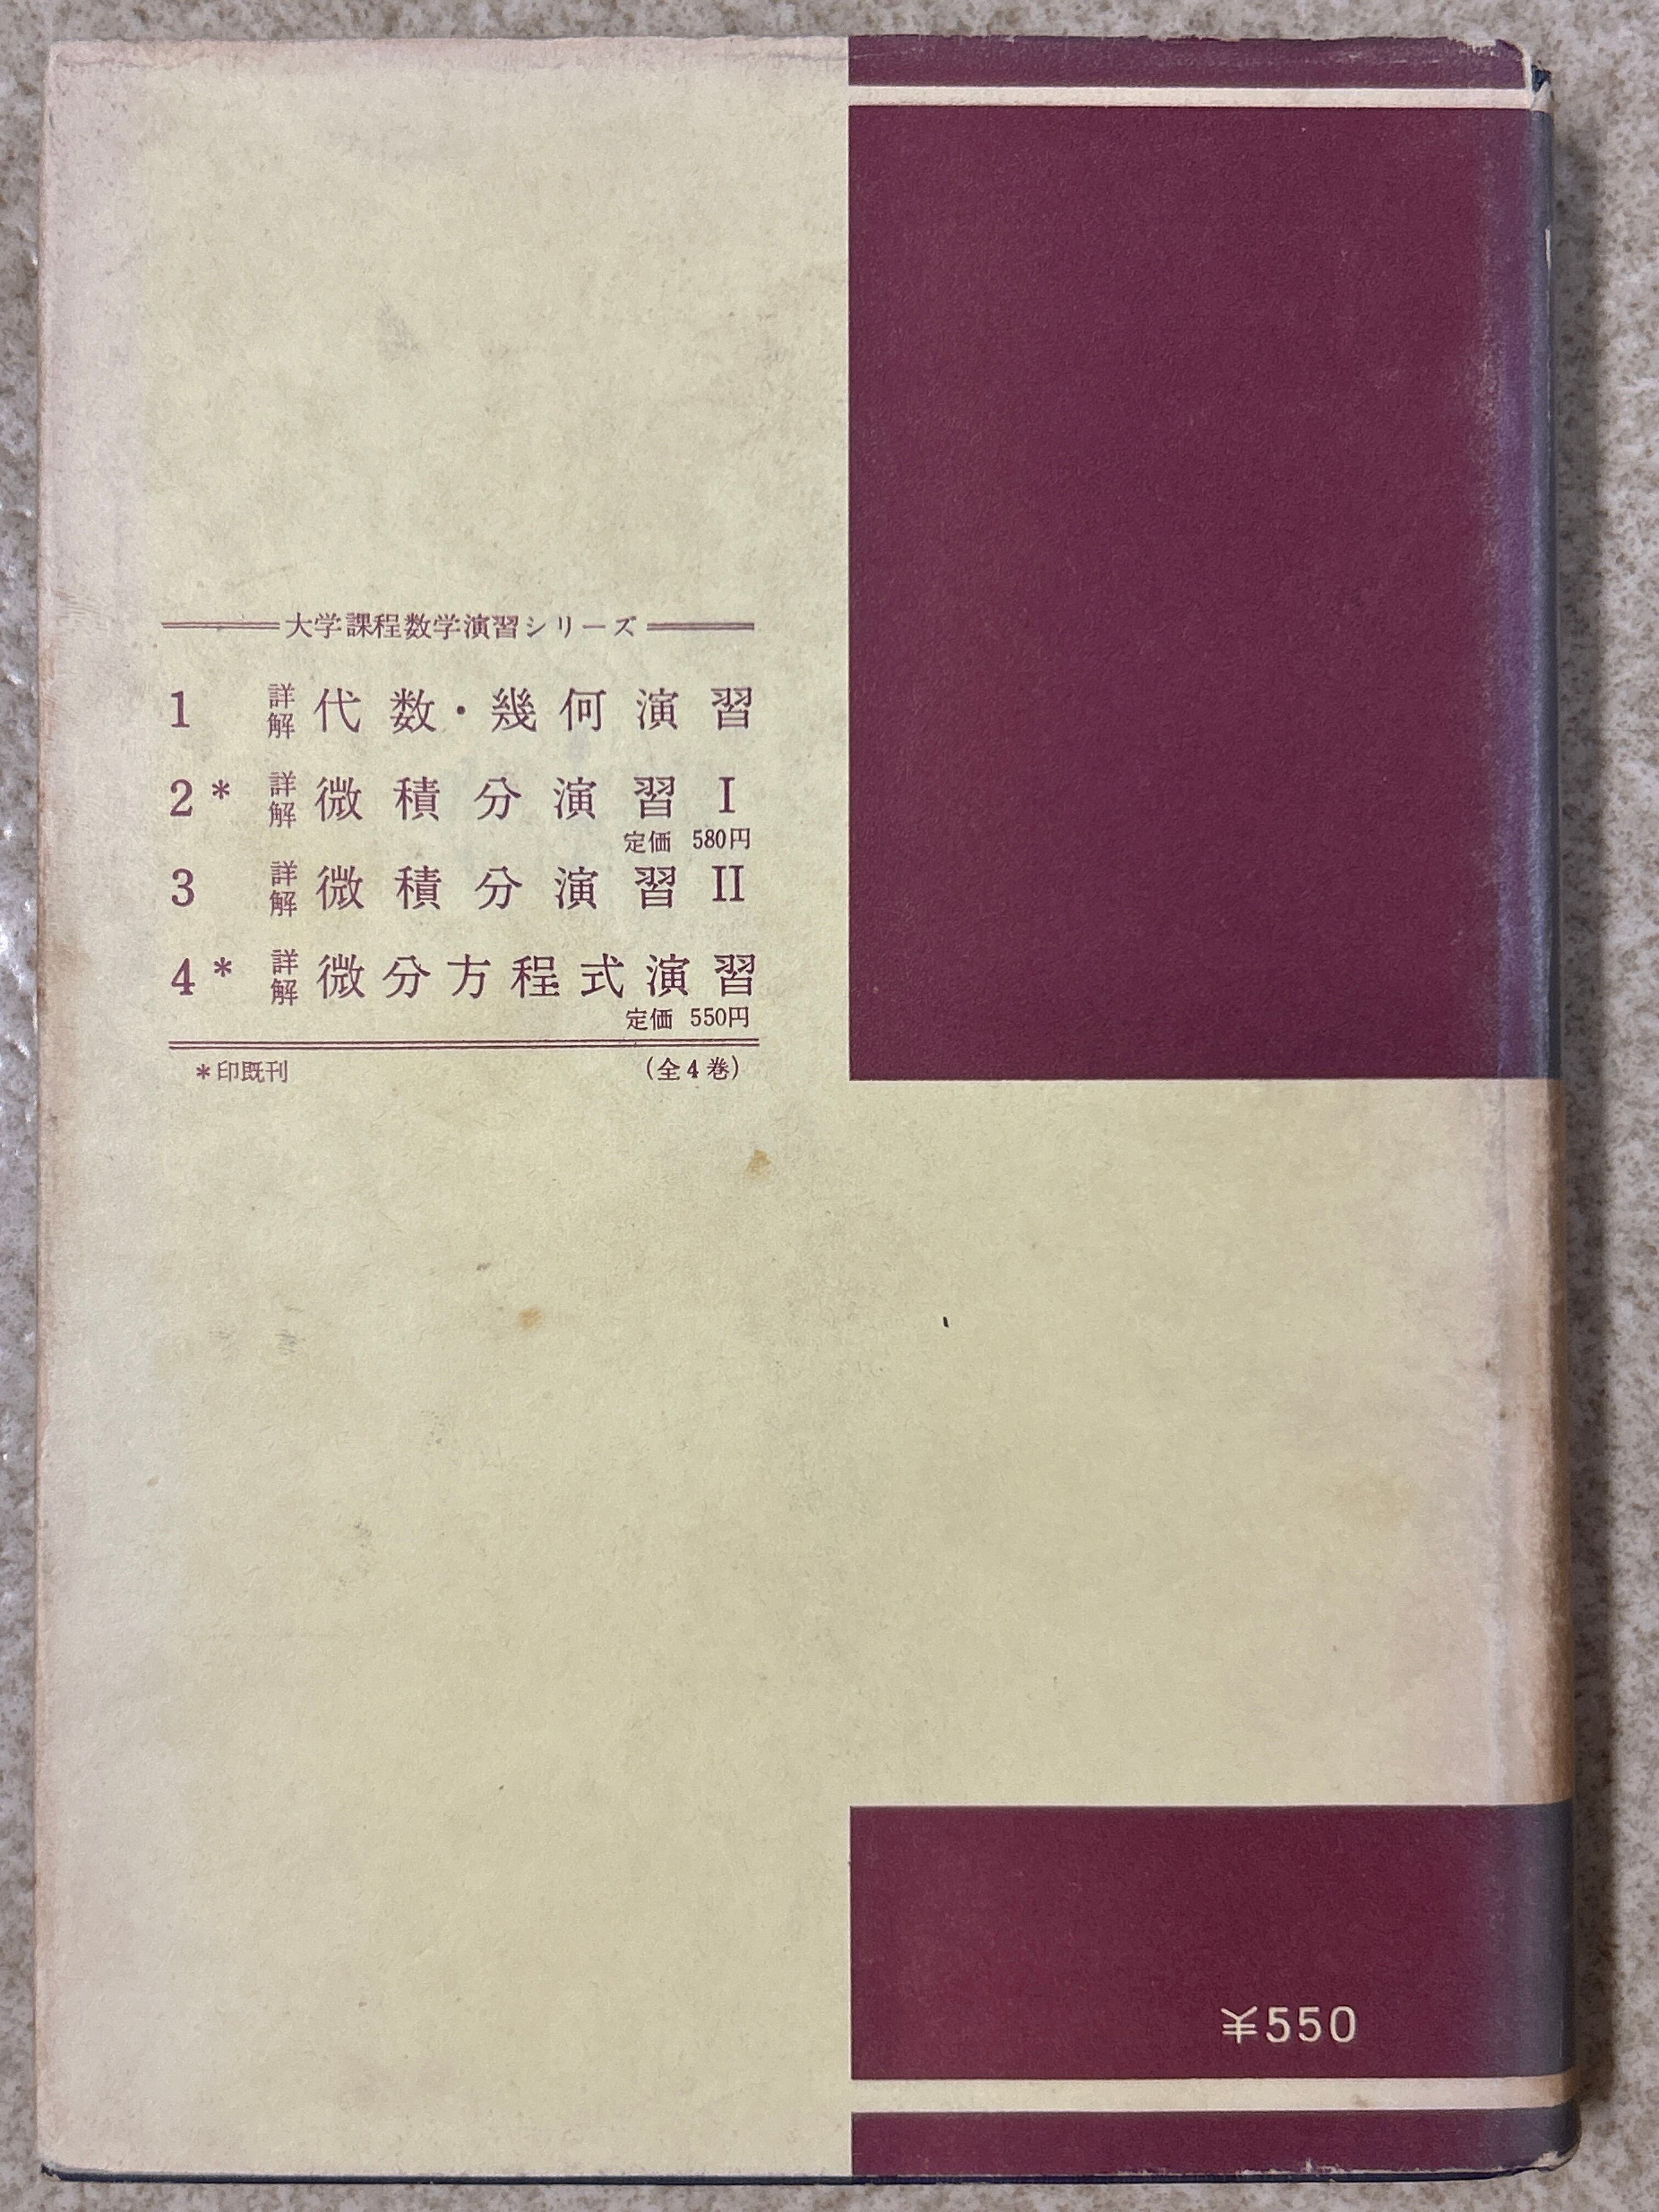 大学課程数学演習シリーズ
1 詳解 代数・幾何演習
2* 詳解 微積分演習 I
定価 580円
3 詳解 微積分演習 II
4* 詳解 微分方程式演習
定価 550円
*印既刊 (全4巻)
¥550